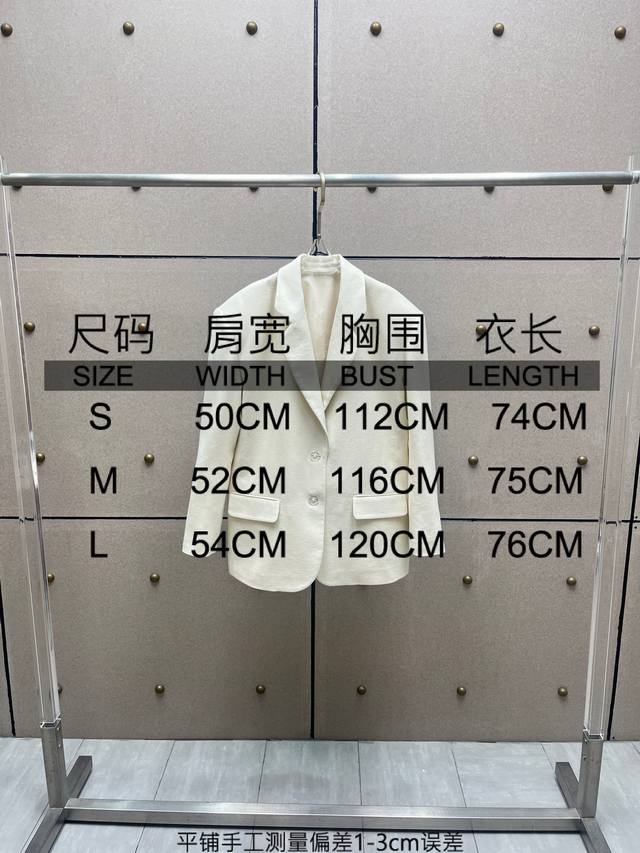 尺码 肩宽 胸围 衣长
SIZE WIDTH BUST LENGTH
S 50CM 112CM 74CM
M 52CM 116CM 75CM
L 54CM 120CM 76CM
平铺手工测量偏差1-3cm误差